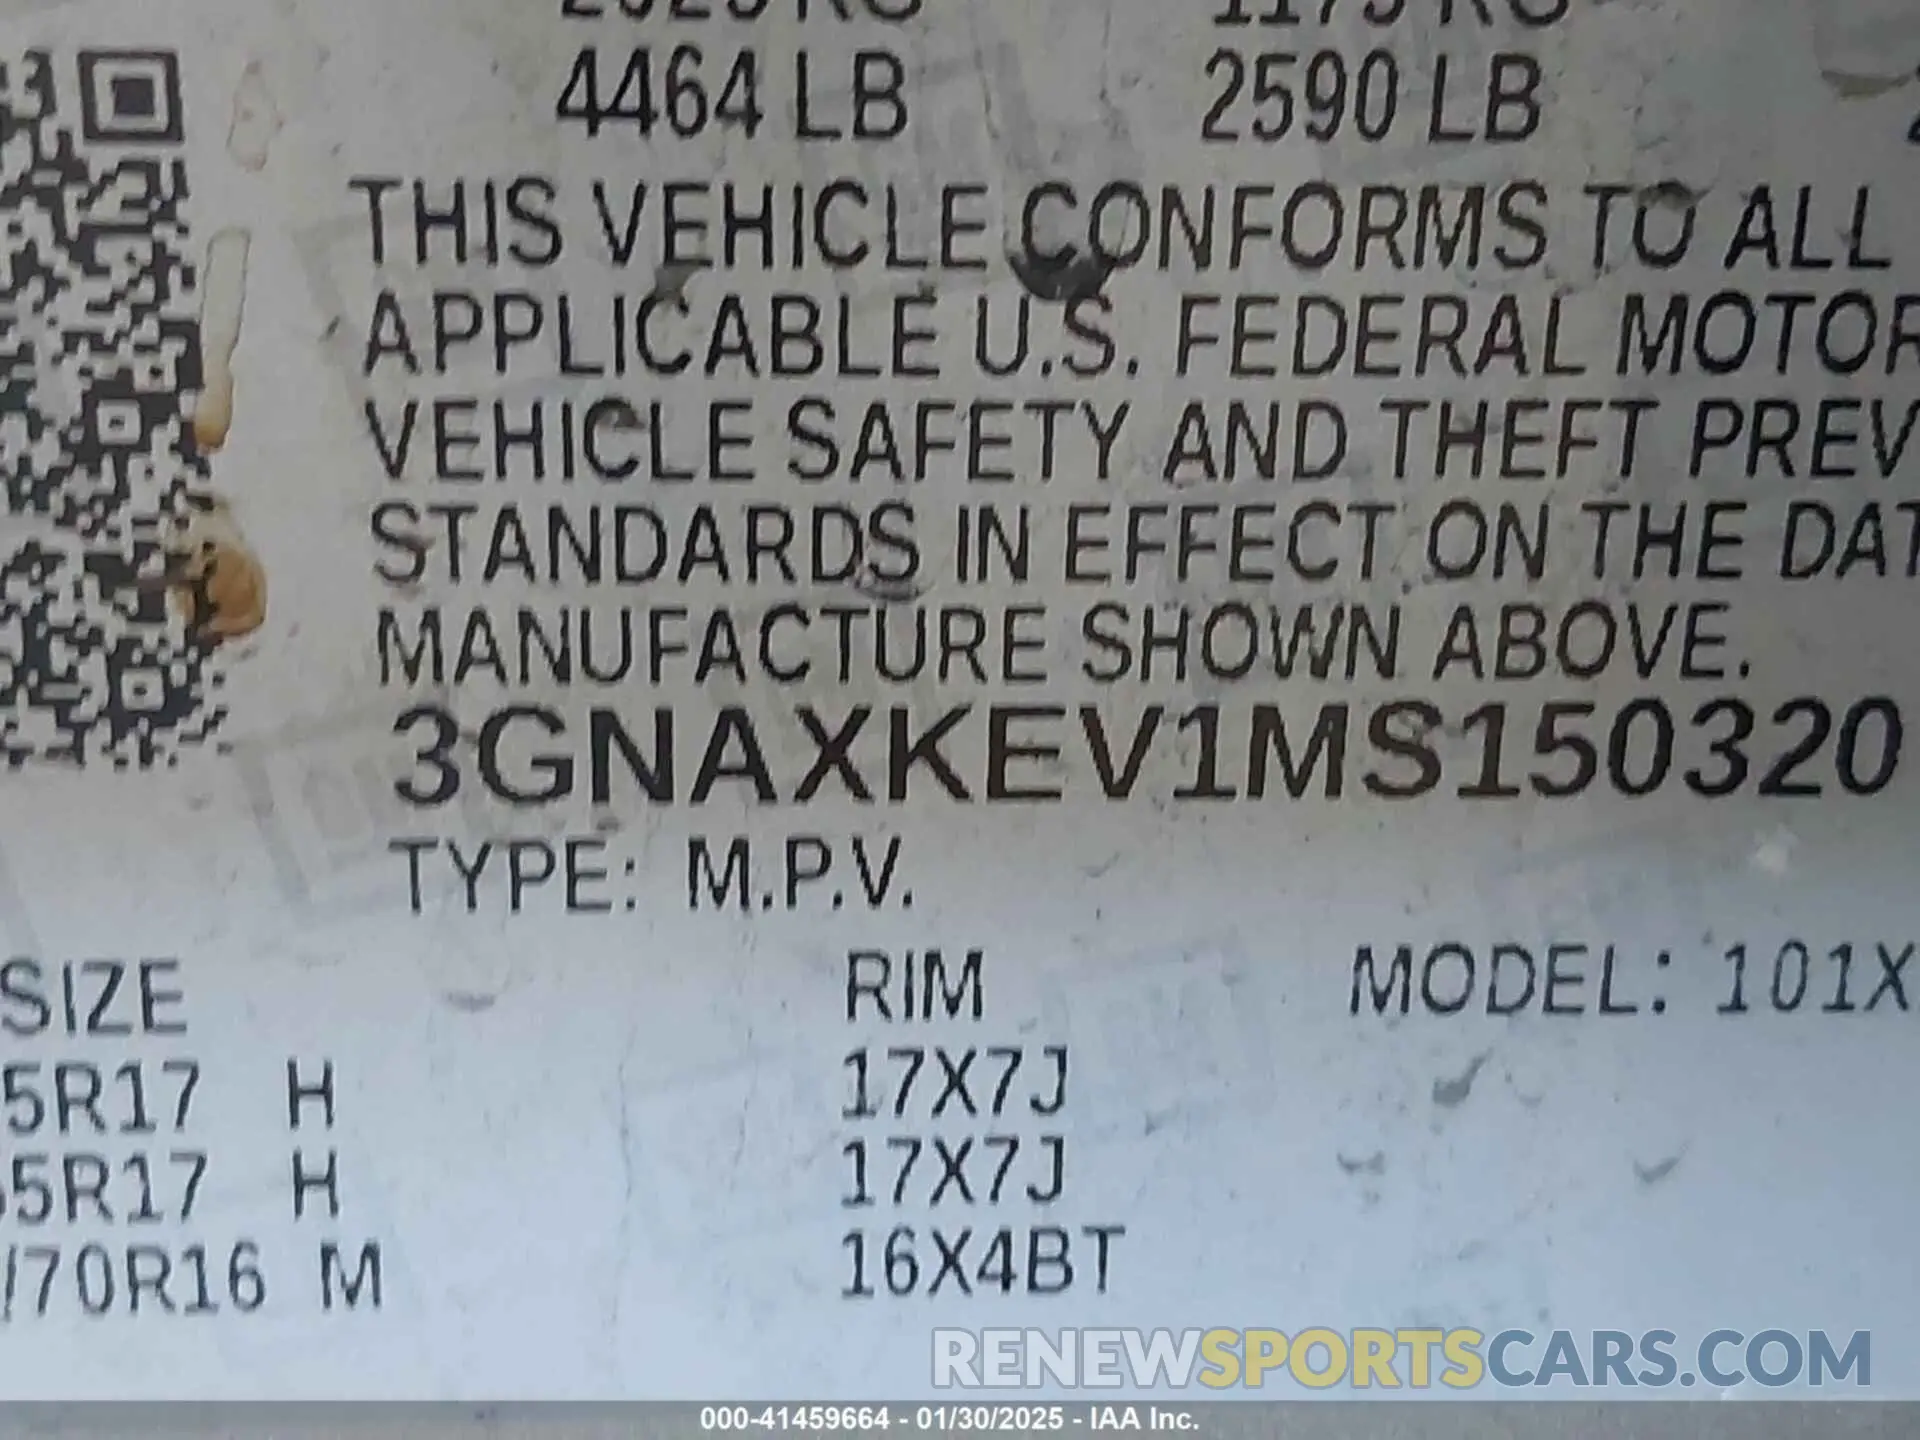 4464 LB 2590 LB
THIS VEHICLE CONFORMS TO ALL
APPLICABLE U.S. FEDERAL MOTOR
VEHICLE SAFETY AND THEFT PREV
STANDARDS IN EFFECT ON THE DAT
MANUFACTURE SHOWN ABOVE.
3GNAXKEV1MS150320
TYPE: M.P.V.
SIZE RIM MODEL: 101X
5R17 H 17X7J
5R17 H 17X7J
/70R16 M 16X4BT
RENEWSPORTSCARS.COM
000-41459664 - 01/30/2025 - IAA Inc.